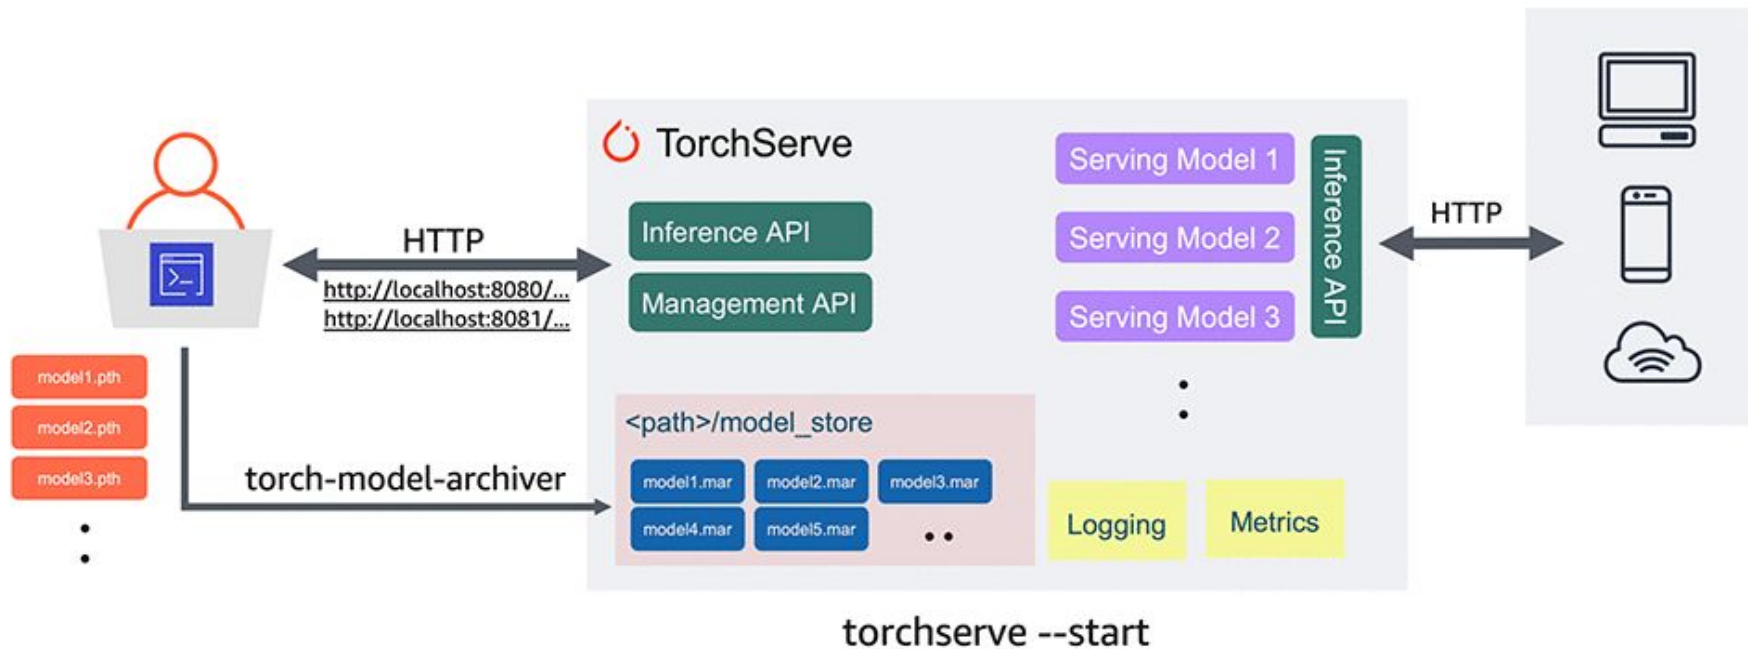 TorchServe
Inference API
Management API
HTTP
http://localhost:8080/...
http://localhost:8081/...
model1.pth
model2.pth
model3.pth
torch-model-archiver
<path>/model_store
model1.mar
model2.mar
model3.mar
model4.mar
model5.mar
Serving Model 1
Serving Model 2
Serving Model 3
Inference API
Logging
Metrics
HTTP
torchserve --start